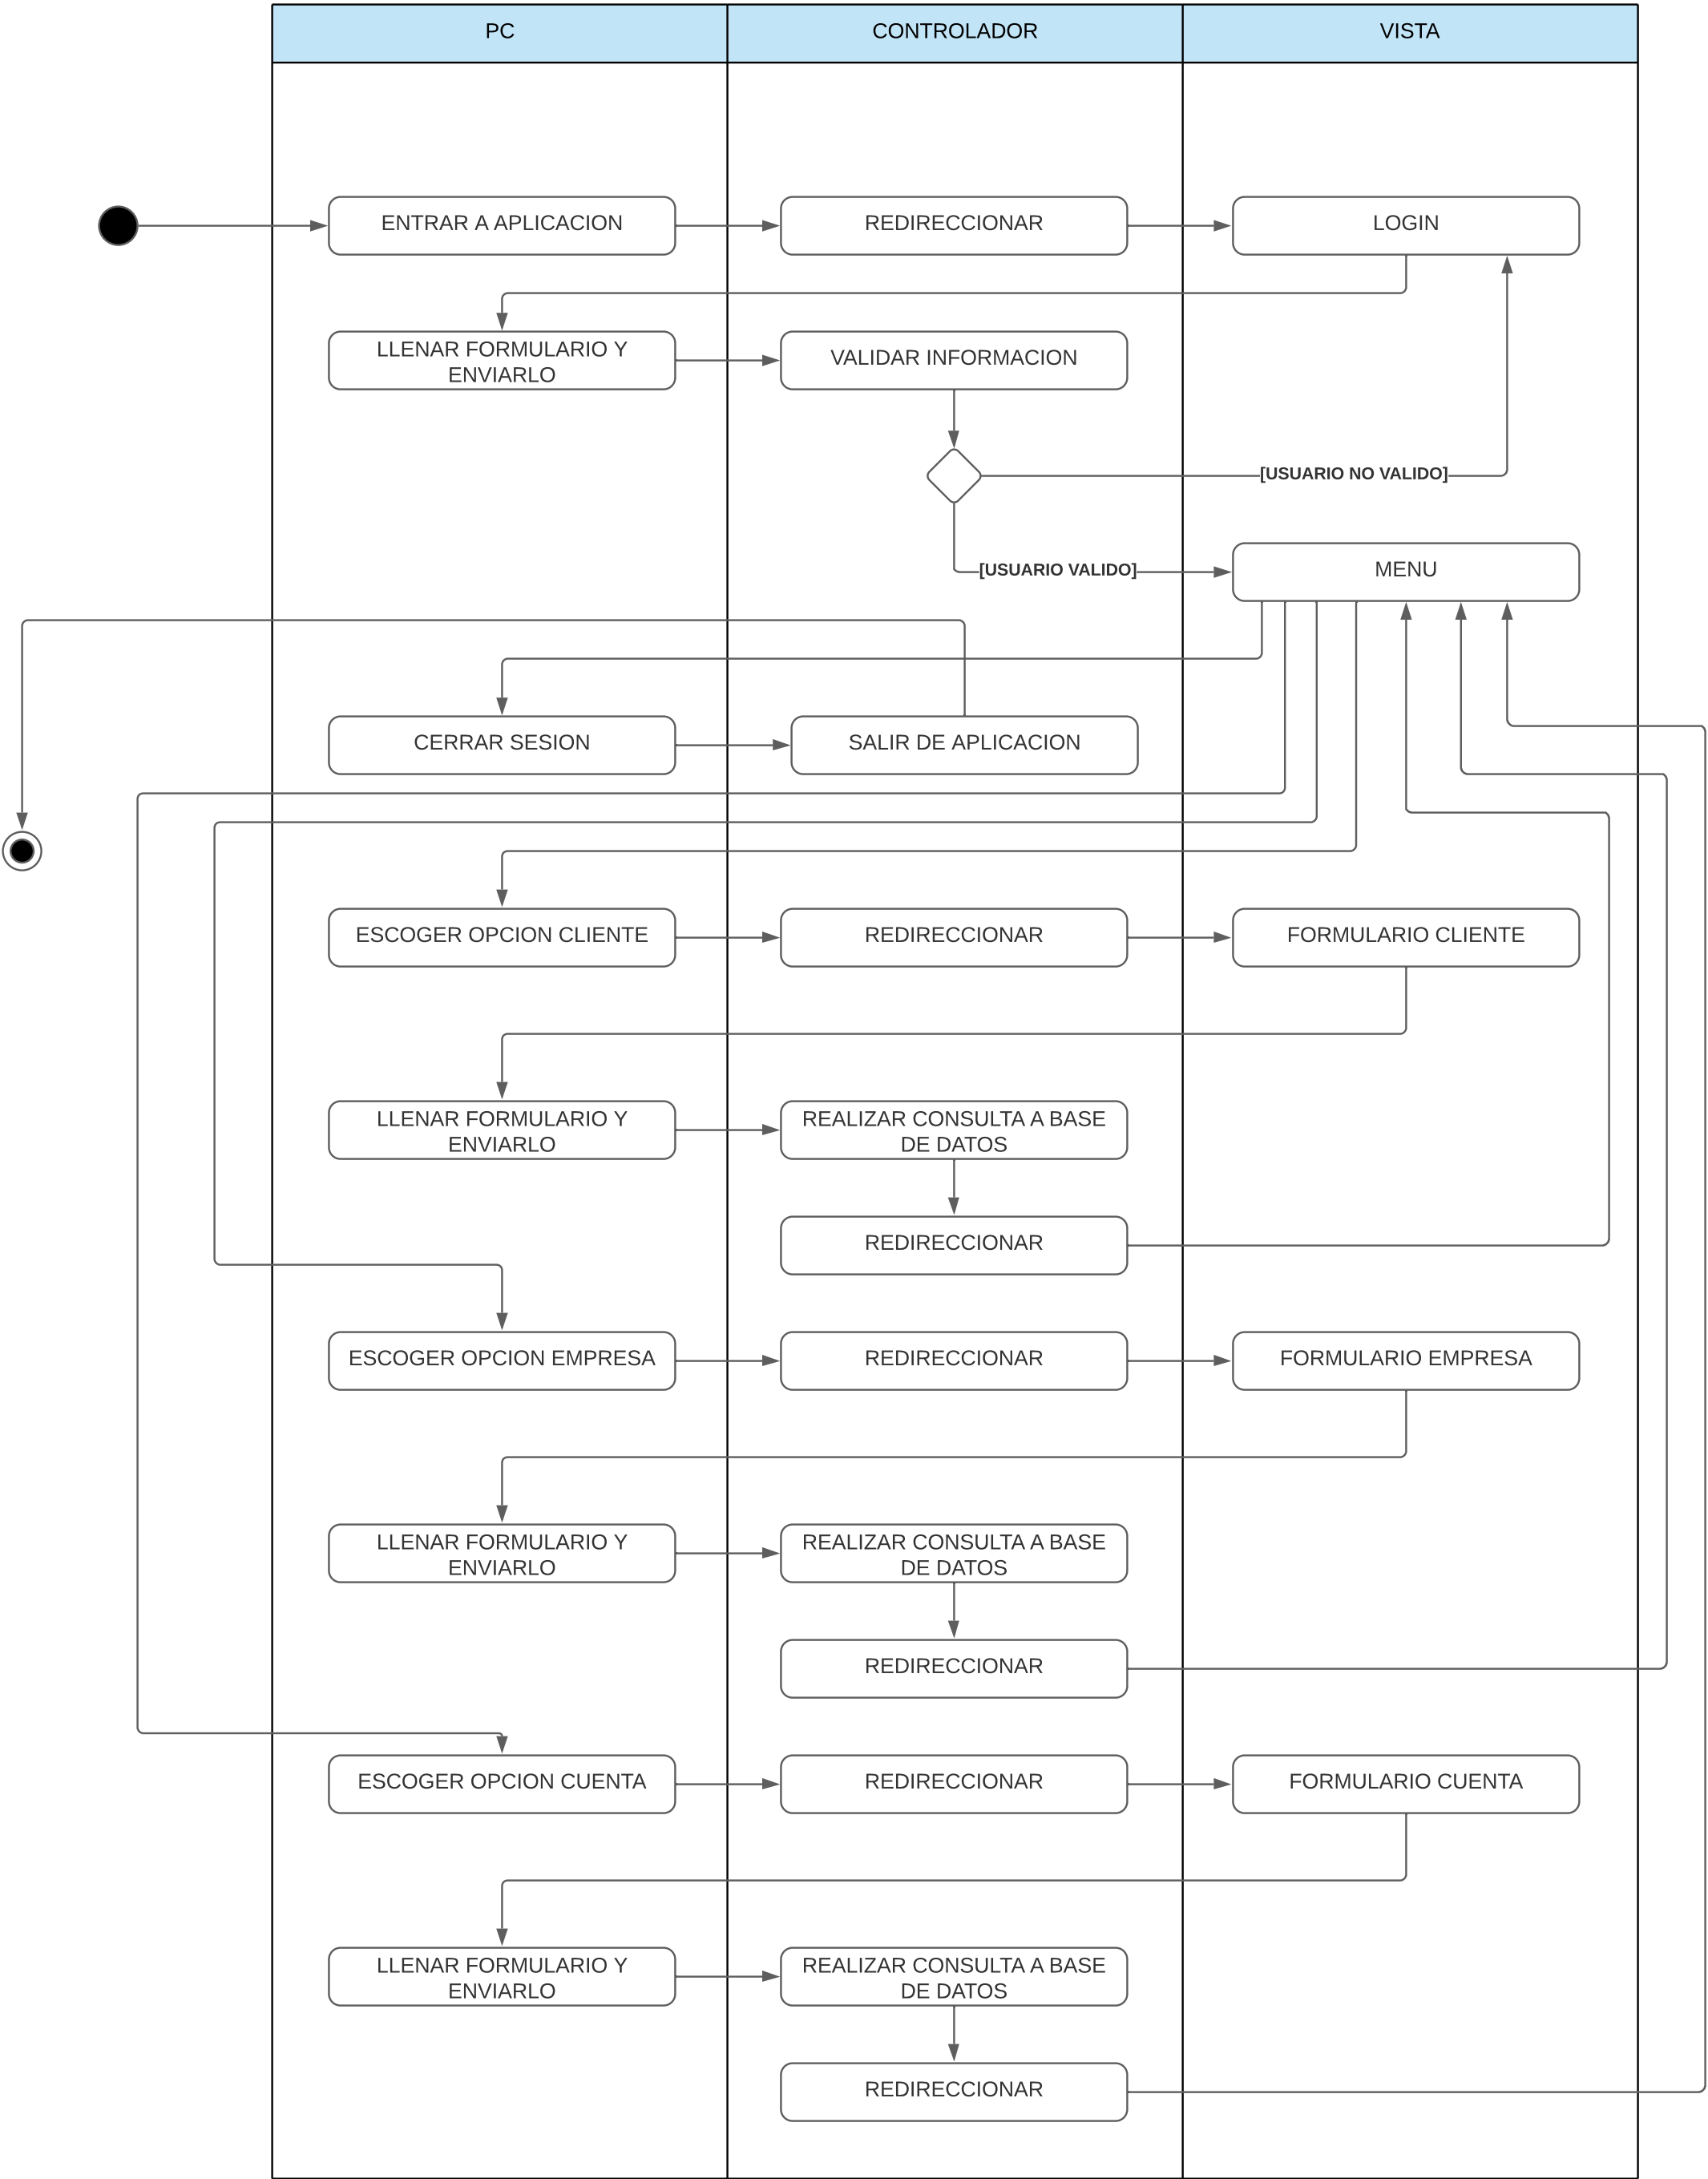 PC
CONTROLADOR
VISTA
ENTRAR A APLICACION
REDIRECCIONAR
LOGIN
LLENAR FORMULARIO Y
ENVIARLO
VALIDAR INFORMACION
[USUARIO NO VALIDO]
[USUARIO VALIDO]
MENU
CERRAR SESION
SALIR DE APLICACION
ESCOGER OPCION CLIENTE
REDIRECCIONAR
FORMULARIO CLIENTE
LLENAR FORMULARIO Y
ENVIARLO
REALIZAR CONSULTA A BASE
DE DATOS
REDIRECCIONAR
ESCOGER OPCION EMPRESA
REDIRECCIONAR
FORMULARIO EMPRESA
LLENAR FORMULARIO Y
ENVIARLO
REALIZAR CONSULTA A BASE
DE DATOS
REDIRECCIONAR
ESCOGER OPCION CUENTA
REDIRECCIONAR
FORMULARIO CUENTA
LLENAR FORMULARIO Y
ENVIARLO
REALIZAR CONSULTA A BASE
DE DATOS
REDIRECCIONAR